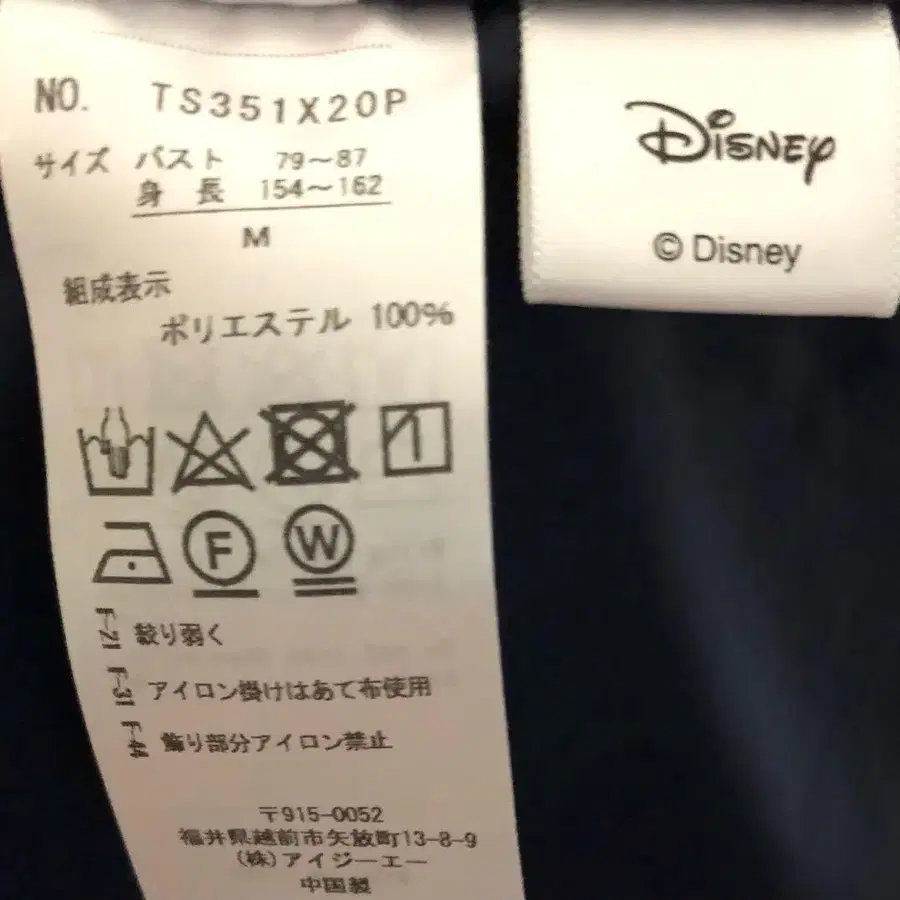 NO. TS351X20P
サイズ バスト 79〜87
身 長 154〜162
M
組成表示
ポリエステル 100%
F
W
F-21 絞り弱く
F-31 アイロン掛けはあて布使用
F-44 飾り部分アイロン禁止
〒915-0052
福井県越前市矢放町13-8-9
(株)アイジーエー
中国製
Disney
© Disney